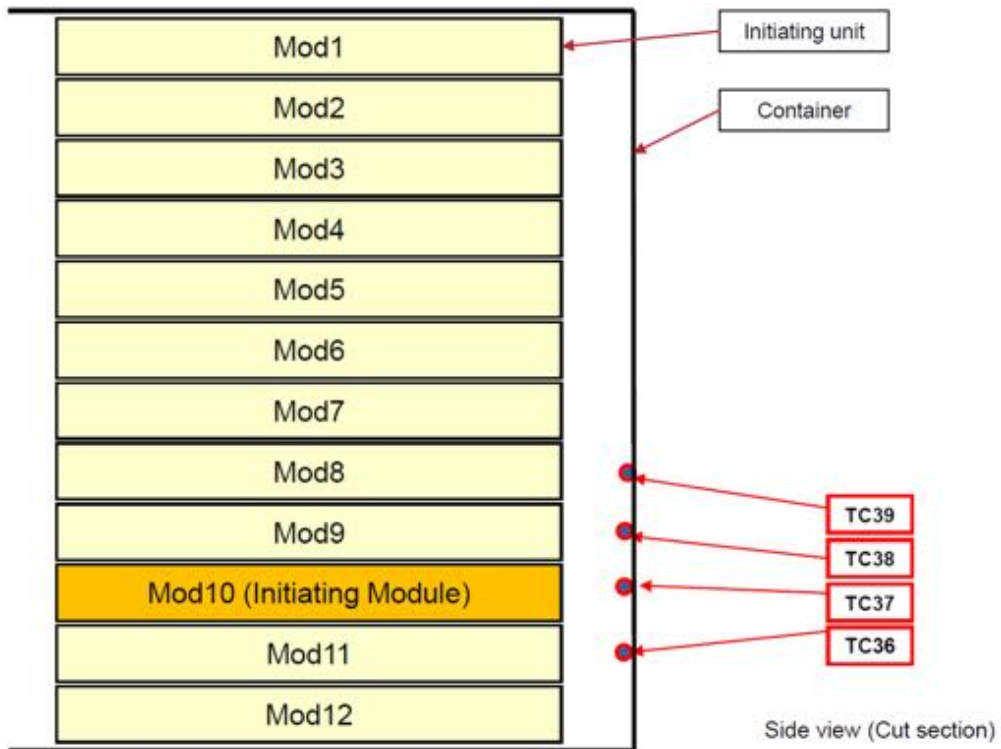 Mod1
Mod2
Mod3
Mod4
Mod5
Mod6
Mod7
Mod8
Mod9
Mod10 (Initiating Module)
Mod11
Mod12
Initiating unit
Container
TC39
TC38
TC37
TC36
Side view (Cut section)